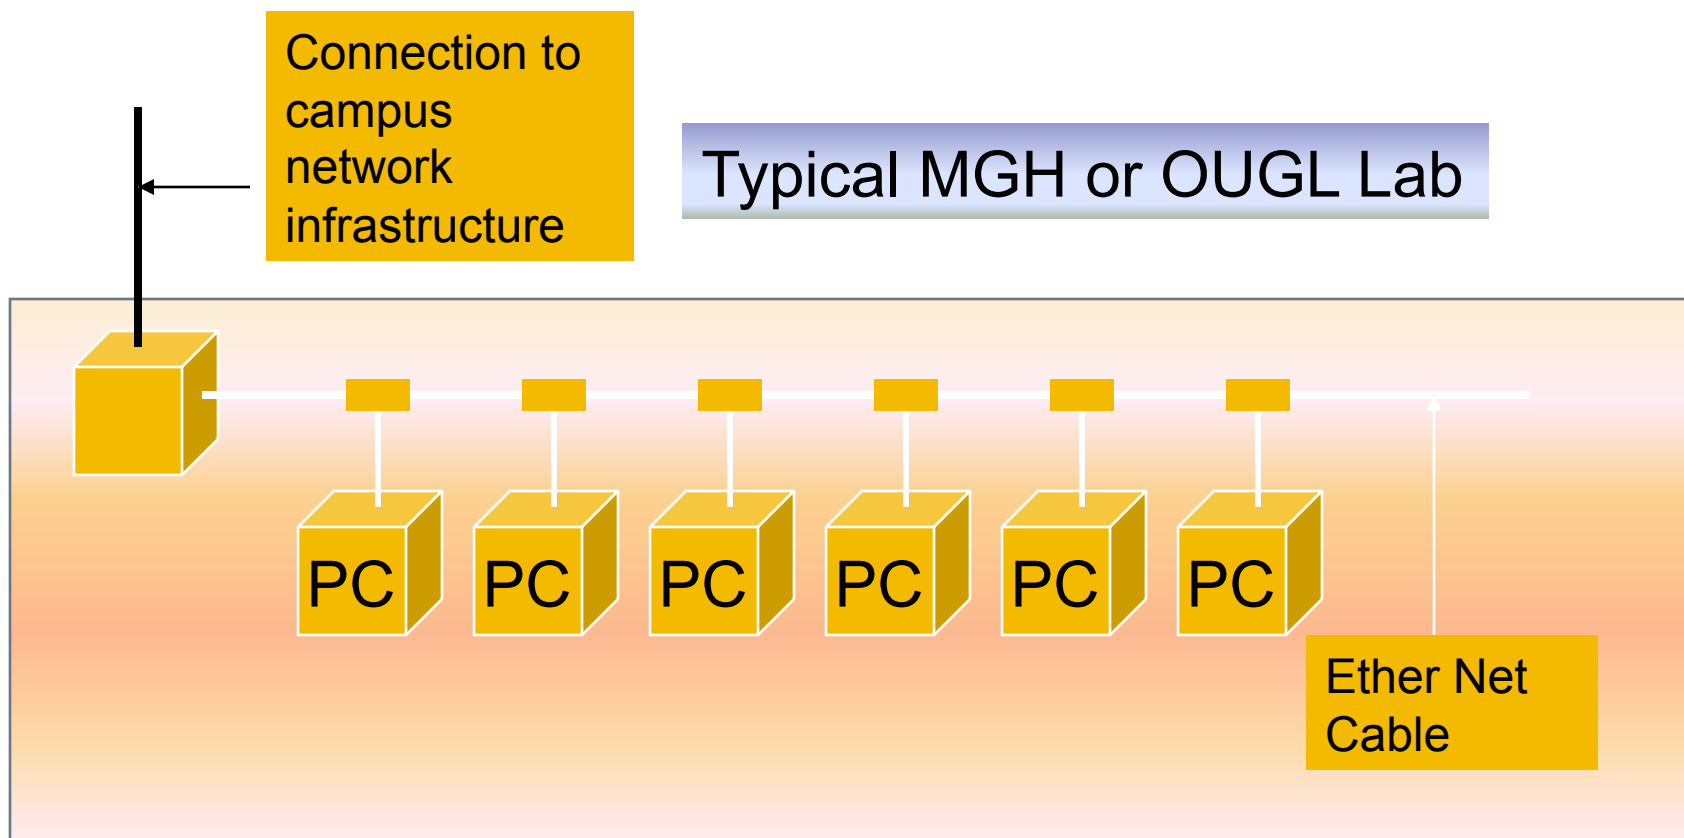 Connection to
campus
network
infrastructure
Typical MGH or OUGL Lab
PC
PC
PC
PC
PC
PC
Ether Net
Cable